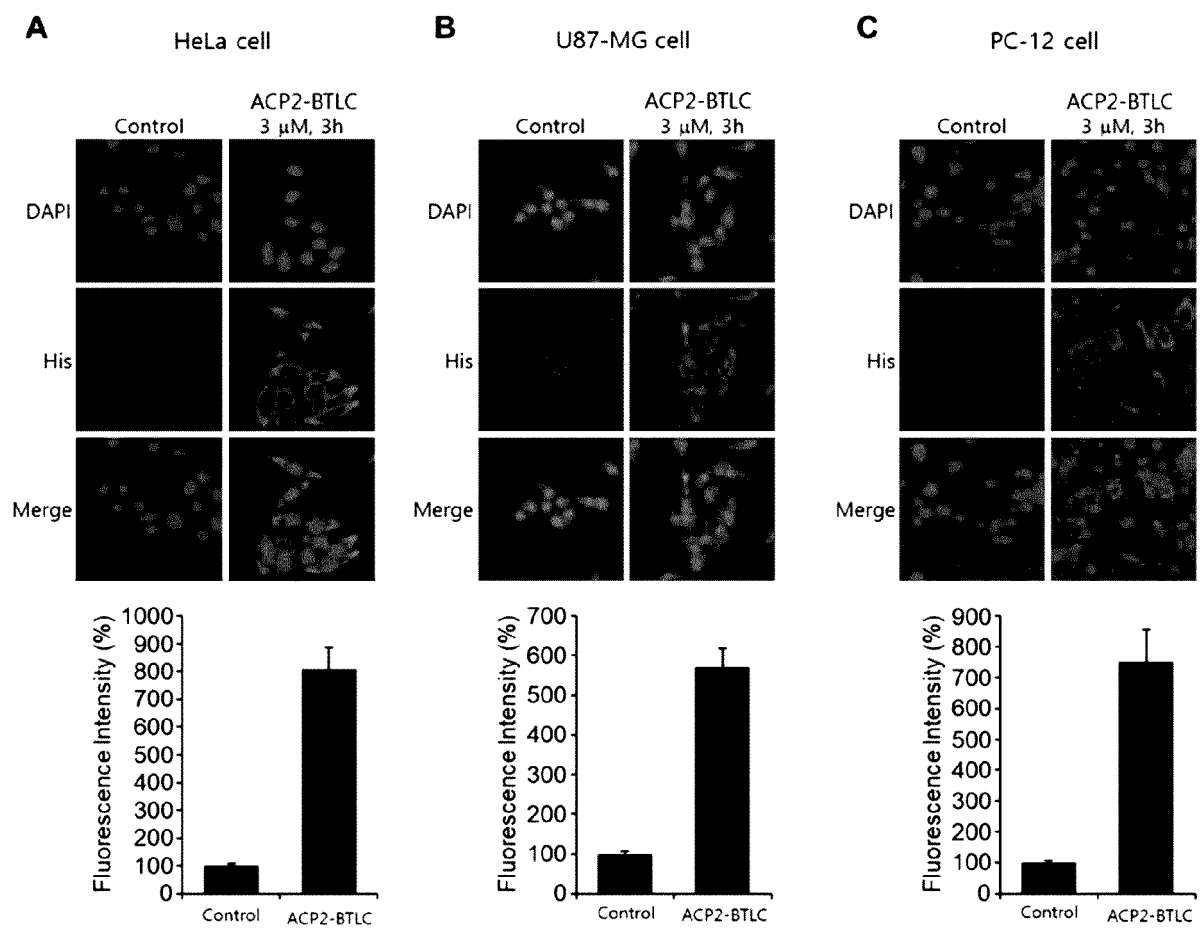 A
HeLa cell
Control
ACP2-BTLC
3 μM, 3h
DAPI
His
Merge
Fluorescence Intensity (%)
1000
900
800
700
600
500
400
300
200
100
0
Control
ACP2-BTLC
B
U87-MG cell
Control
ACP2-BTLC
3 μM, 3h
DAPI
His
Merge
Fluorescence Intensity (%)
700
600
500
400
300
200
100
0
Control
ACP2-BTLC
C
PC-12 cell
Control
ACP2-BTLC
3 μM, 3h
DAPI
His
Merge
Fluorescence Intensity (%)
900
800
700
600
500
400
300
200
100
0
Control
ACP2-BTLC